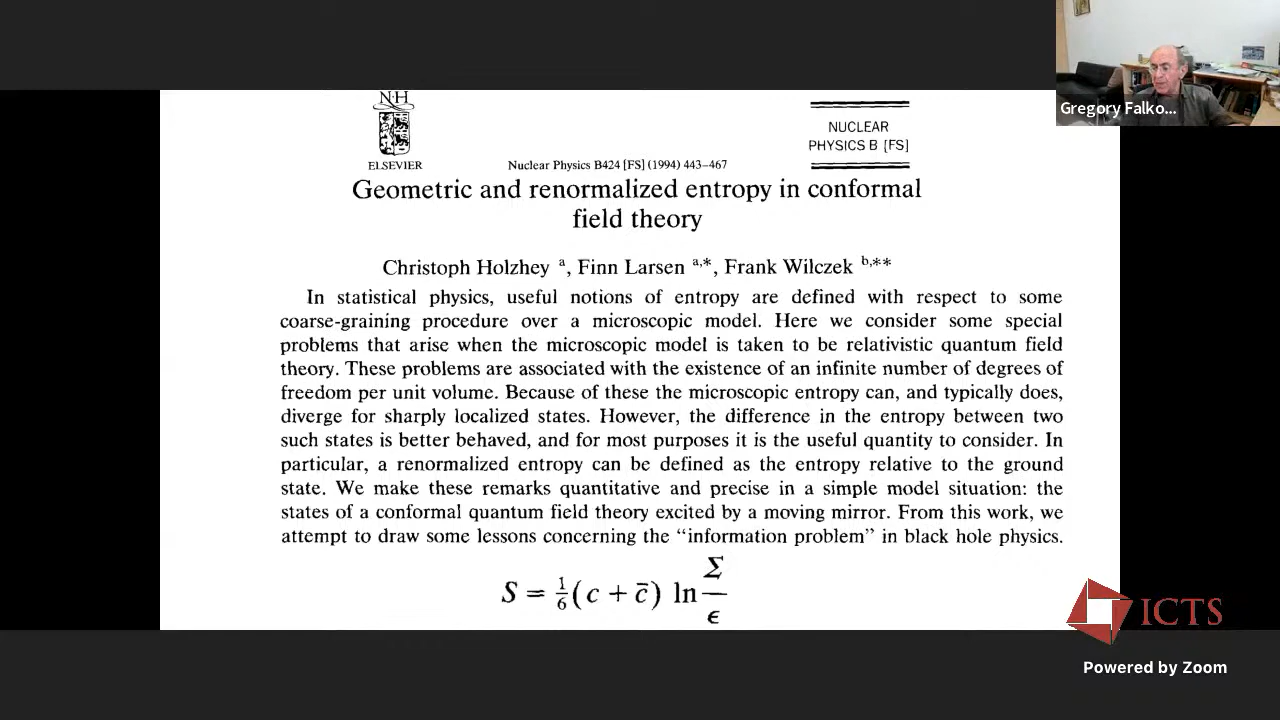 N·H
ELSEVIER
Nuclear Physics B424 [FS] (1994) 443–467
NUCLEAR
PHYSICS B [FS]
Geometric and renormalized entropy in conformal
field theory
Christoph Holzhey ᵃ, Finn Larsen ᵃ,*, Frank Wilczek ᵇ,**
In statistical physics, useful notions of entropy are defined with respect to some
coarse-graining procedure over a microscopic model. Here we consider some special
problems that arise when the microscopic model is taken to be relativistic quantum field
theory. These problems are associated with the existence of an infinite number of degrees of
freedom per unit volume. Because of these the microscopic entropy can, and typically does,
diverge for sharply localized states. However, the difference in the entropy between two
such states is better behaved, and for most purposes it is the useful quantity to consider. In
particular, a renormalized entropy can be defined as the entropy relative to the ground
state. We make these remarks quantitative and precise in a simple model situation: the
states of a conformal quantum field theory excited by a moving mirror. From this work, we
attempt to draw some lessons concerning the “information problem” in black hole physics.
S = 1/6 (c + c̄) ln Σ/ϵ
Gregory Falko...
ICTS
Powered by Zoom